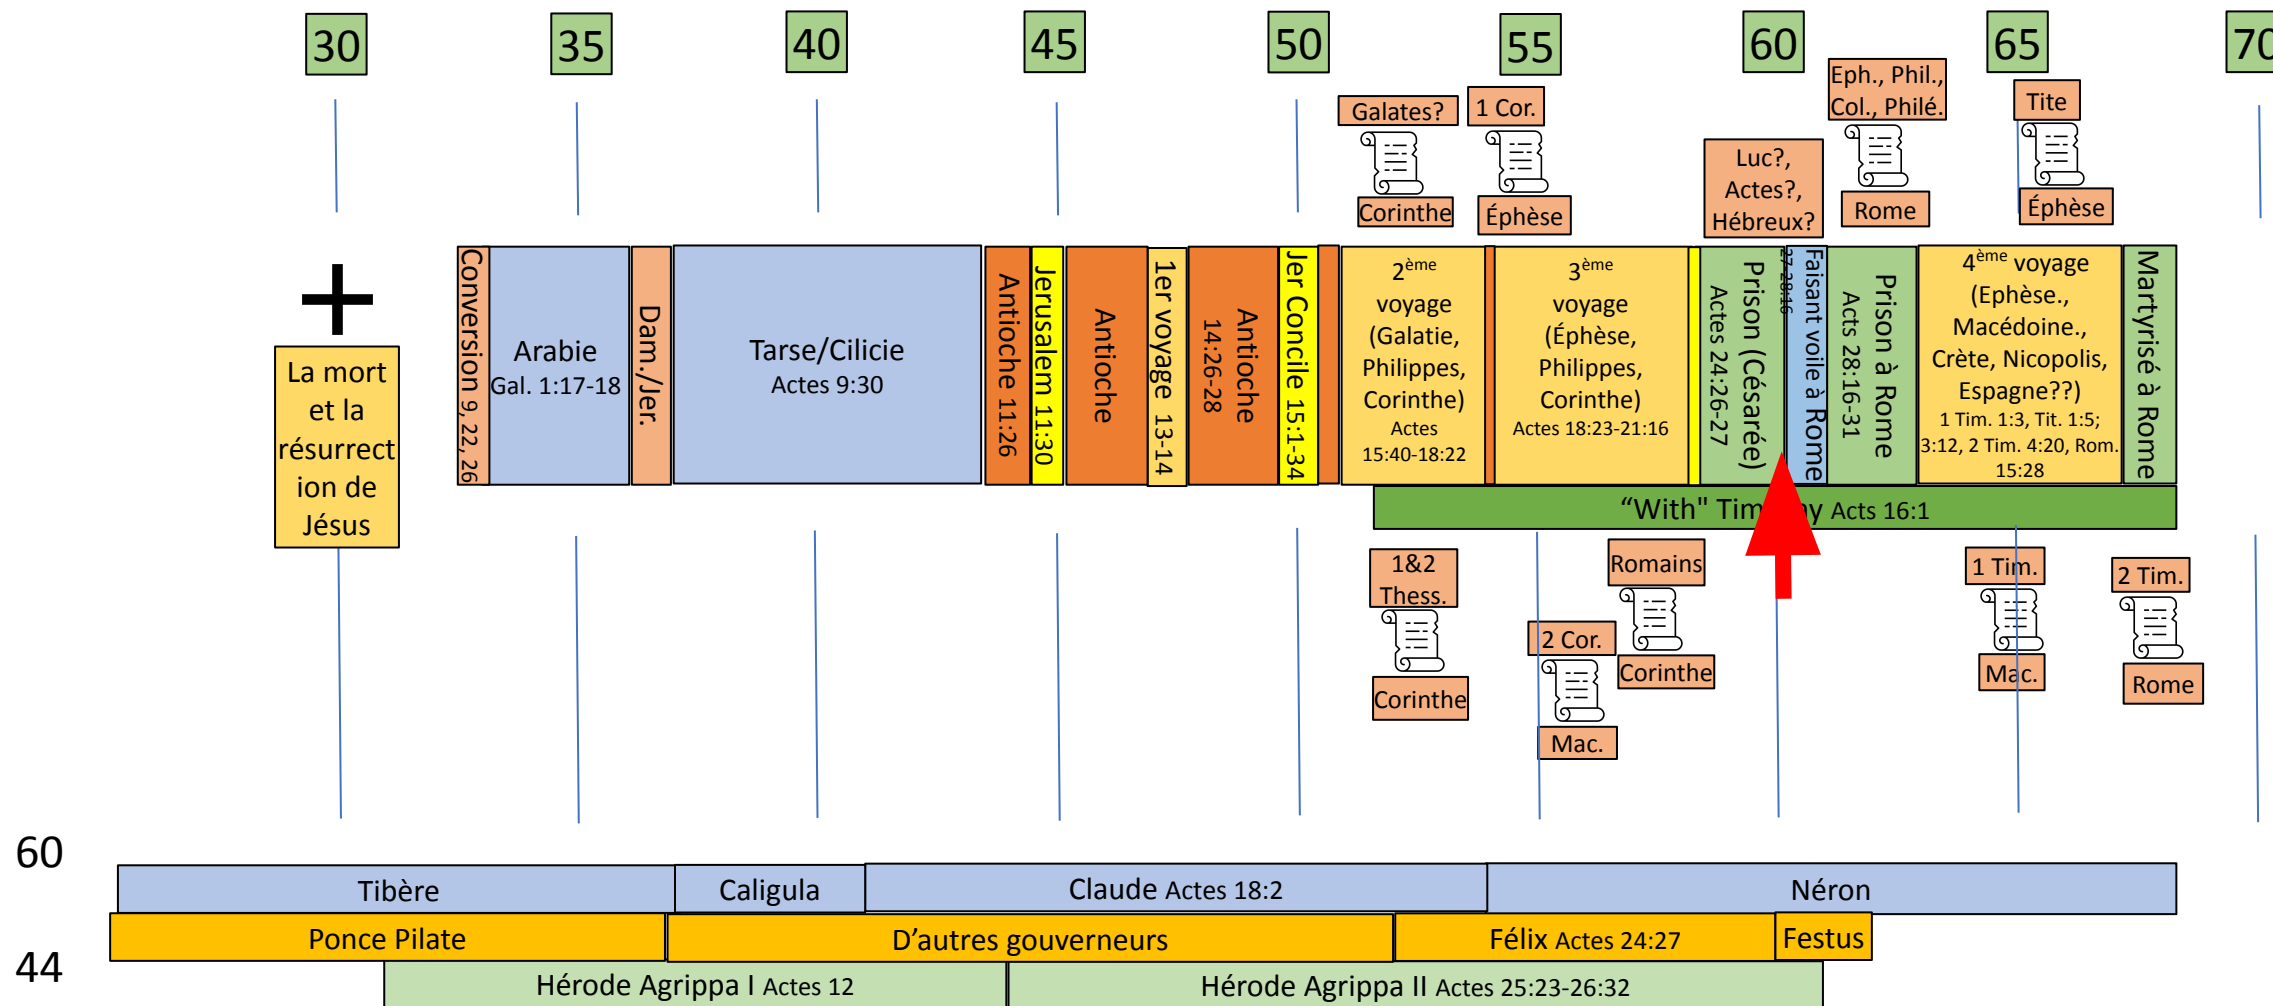 30
35
40
45
50
55
60
65
70
Galates?
Corinthe
1 Cor.
Éphèse
Luc?,
Actes?,
Hébreux?
Eph., Phil.,
Col., Philé.
Rome
Tite
Éphèse
La mort
et la
résurrect
ion de
Jésus
Conversion 9, 22, 26
Arabie
Gal. 1:17-18
Dam./Jer.
Tarse/Cilicie
Actes 9:30
Antioche 11:26
Jerusalem 11:30
Antioche
1er voyage 13-14
Antioche
14:26-28
Jer Concile 15:1-34
2ème
voyage
(Galatie,
Philippes,
Corinthe)
Actes
15:40-18:22
3ème
voyage
(Éphèse,
Philippes,
Corinthe)
Actes 18:23-21:16
Prison (Césarée)
Actes 24:26-27
Faisant voile à Rome
27-28:16
Prison à Rome
Acts 28:16-31
4ème voyage
(Ephèse.,
Macédoine.,
Crète, Nicopolis,
Espagne??)
1 Tim. 1:3, Tit. 1:5;
3:12, 2 Tim. 4:20, Rom.
15:28
Martyrisé à Rome
“With" Timothy Acts 16:1
1&2
Thess.
Corinthe
2 Cor.
Mac.
Romains
Corinthe
1 Tim.
Mac.
2 Tim.
Rome
60
Tibère
Caligula
Claude Actes 18:2
Néron
Ponce Pilate
D’autres gouverneurs
Félix Actes 24:27
Festus
44
Hérode Agrippa I Actes 12
Hérode Agrippa II Actes 25:23-26:32